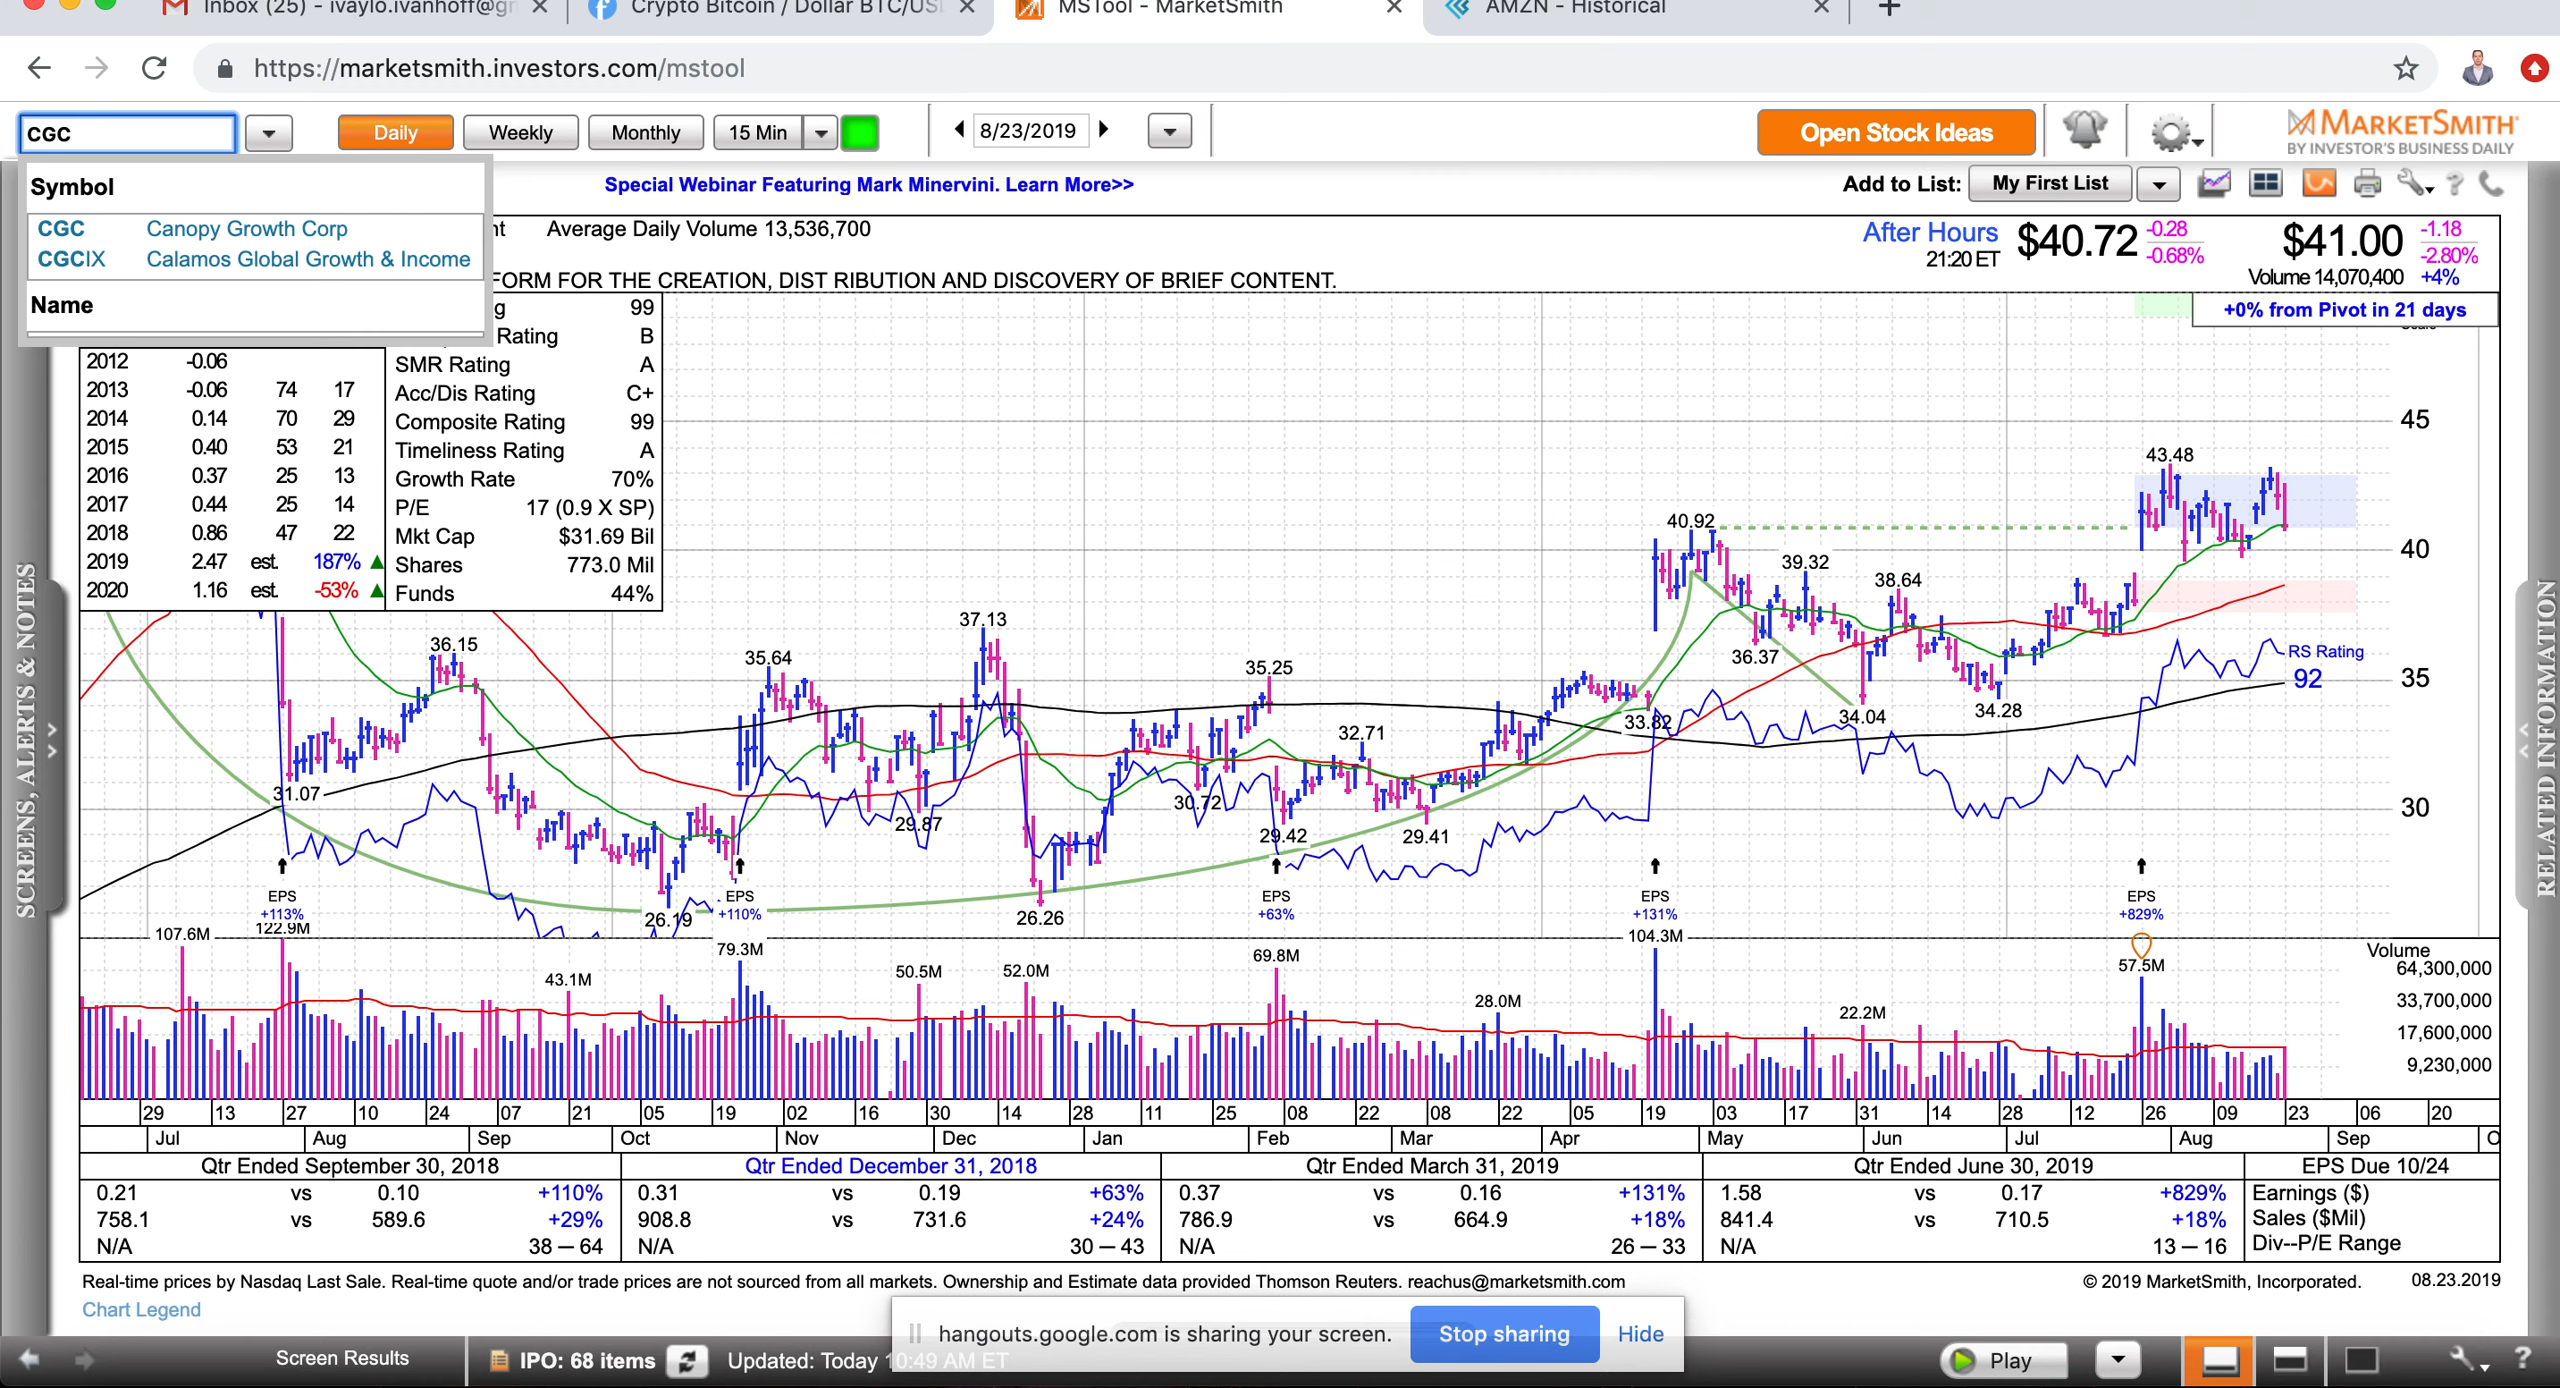 Inbox (25) - ivaylo.ivanhoff@gr
Crypto Bitcoin / Dollar BTC/US
MSTool - MarketSmith
AMZN - Historical
https://marketsmith.investors.com/mstool
CGC
Daily
Weekly
Monthly
15 Min
8/23/2019
Open Stock Ideas
MARKETSMITH
BY INVESTOR'S BUSINESS DAILY
Symbol
CGC Canopy Growth Corp
CGCIX Calamos Global Growth & Income
Name
Special Webinar Featuring Mark Minervini. Learn More>>
Add to List: My First List
nt Average Daily Volume 13,536,700
FORM FOR THE CREATION, DIST RIBUTION AND DISCOVERY OF BRIEF CONTENT.
After Hours
21:20 ET
$40.72 -0.28 -0.68%
$41.00 -1.18 -2.80%
Volume 14,070,400 +4%
+0% from Pivot in 21 days
2012 -0.06
2013 -0.06 74 17
2014 0.14 70 29
2015 0.40 53 21
2016 0.37 25 13
2017 0.44 25 14
2018 0.86 47 22
2019 2.47 est. 187%
2020 1.16 est. -53%
g 99
Rating B
SMR Rating A
Acc/Dis Rating C+
Composite Rating 99
Timeliness Rating A
Growth Rate 70%
P/E 17 (0.9 X SP)
Mkt Cap $31.69 Bil
Shares 773.0 Mil
Funds 44%
45
40
35
30
43.48
40.92
39.32
38.64
37.13
36.15
35.64
35.25
36.37
34.04
34.28
33.82
32.71
31.07
30.72
29.87
29.42
29.41
26.19
26.26
RS Rating
92
EPS +113%
EPS +110%
EPS +63%
EPS +131%
EPS +829%
107.6M
122.9M
43.1M
79.3M
50.5M
52.0M
69.8M
28.0M
104.3M
22.2M
57.5M
Volume
64,300,000
33,700,000
17,600,000
9,230,000
29 13 27 10 24 07 21 05 19 02 16 30 14 28 11 25 08 22 08 22 05 19 03 17 31 14 28 12 26 09 23 06 20
Jul Aug Sep Oct Nov Dec Jan Feb Mar Apr May Jun Jul Aug Sep O
Qtr Ended September 30, 2018
0.21 vs 0.10 +110%
758.1 vs 589.6 +29%
N/A 38 – 64
Qtr Ended December 31, 2018
0.31 vs 0.19 +63%
908.8 vs 731.6 +24%
N/A 30 – 43
Qtr Ended March 31, 2019
0.37 vs 0.16 +131%
786.9 vs 664.9 +18%
N/A 26 – 33
Qtr Ended June 30, 2019
1.58 vs 0.17 +829%
841.4 vs 710.5 +18%
N/A 13 – 16
EPS Due 10/24
Earnings ($)
Sales ($Mil)
Div--P/E Range
Real-time prices by Nasdaq Last Sale. Real-time quote and/or trade prices are not sourced from all markets. Ownership and Estimate data provided Thomson Reuters. reachus@marketsmith.com
© 2019 MarketSmith, Incorporated. 08.23.2019
Chart Legend
SCREENS, ALERTS & NOTES
RELATED INFORMATION
hangouts.google.com is sharing your screen.
Stop sharing
Hide
Screen Results
IPO: 68 items
Updated: Today 10:49 AM ET
Play